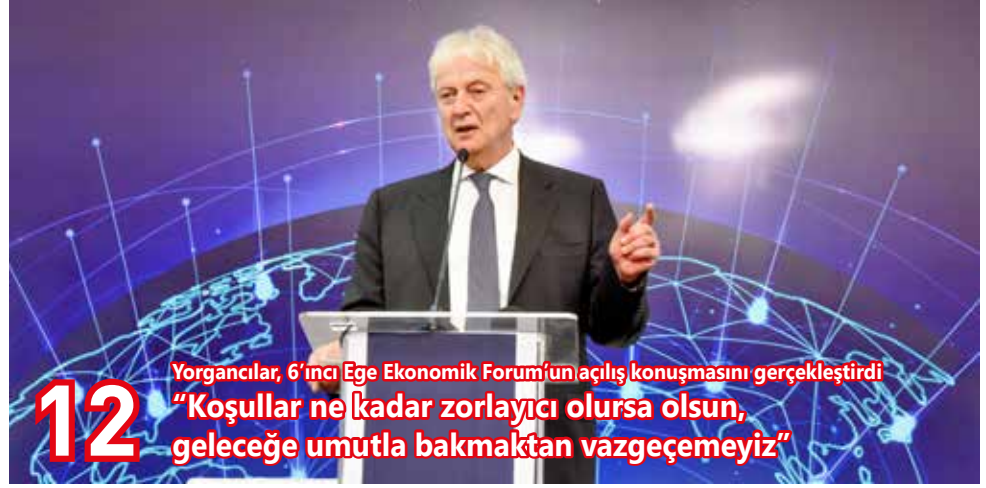 12
Yorgancılar, 6’ıncı Ege Ekonomik Forum’un açılış konuşmasını gerçekleştirdi
“Koşullar ne kadar zorlayıcı olursa olsun,
geleceğe umutla bakmaktan vazgeçemeyiz”